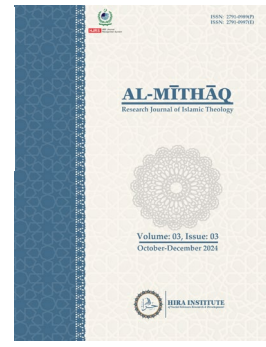 ISSN: 2791-0989(P)
ISSN: 2791-0997(E)
AL-MĪTHĀQ
Research Journal of Islamic Theology
Volume: 03, Issue: 03
October-December 2024
HIRA INSTITUTE